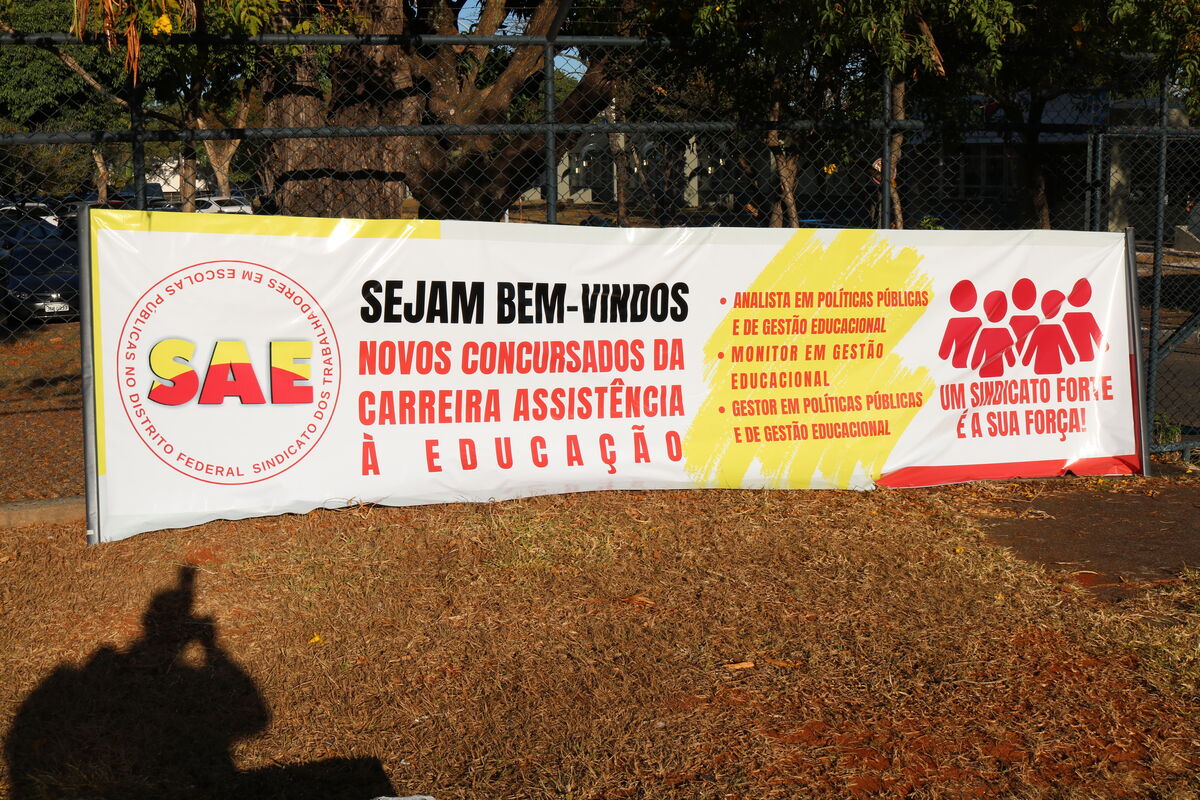 SINDICATO DOS TRABALHADORES EM ESCOLAS PÚBLICAS NO DISTRITO FEDERAL
SAE
SEJAM BEM-VINDOS
NOVOS CONCURSADOS DA
CARREIRA ASSISTÊNCIA
À EDUCAÇÃO
• ANALISTA EM POLÍTICAS PÚBLICAS
E DE GESTÃO EDUCACIONAL
• MONITOR EM GESTÃO
EDUCACIONAL
• GESTOR EM POLÍTICAS PÚBLICAS
E DE GESTÃO EDUCACIONAL
UM SINDICATO FORTE
É A SUA FORÇA!